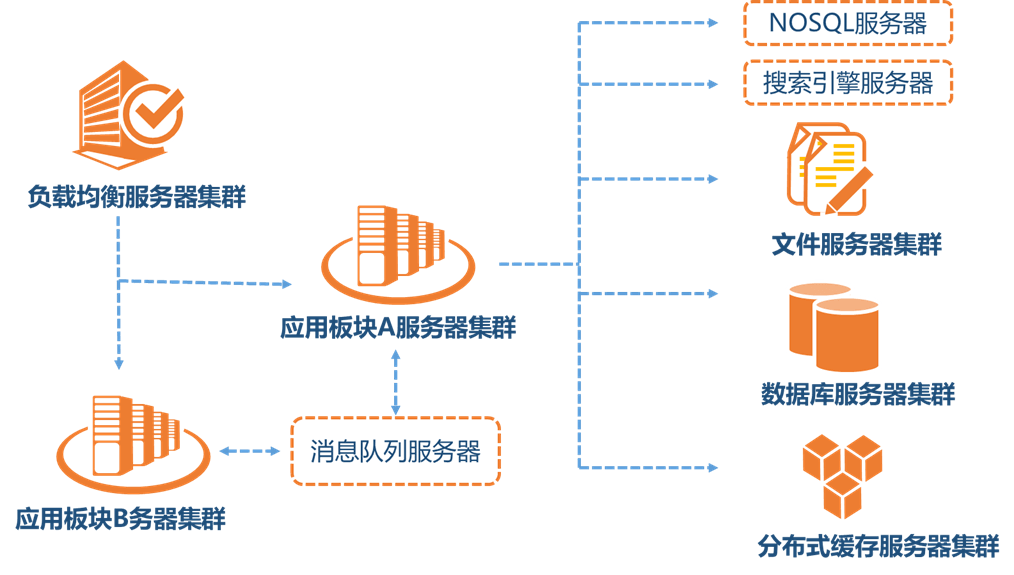 NOSQL服务器
搜索引擎服务器
负载均衡服务器集群
文件服务器集群
应用板块A服务器集群
数据库服务器集群
消息队列服务器
应用板块B务器集群
分布式缓存服务器集群